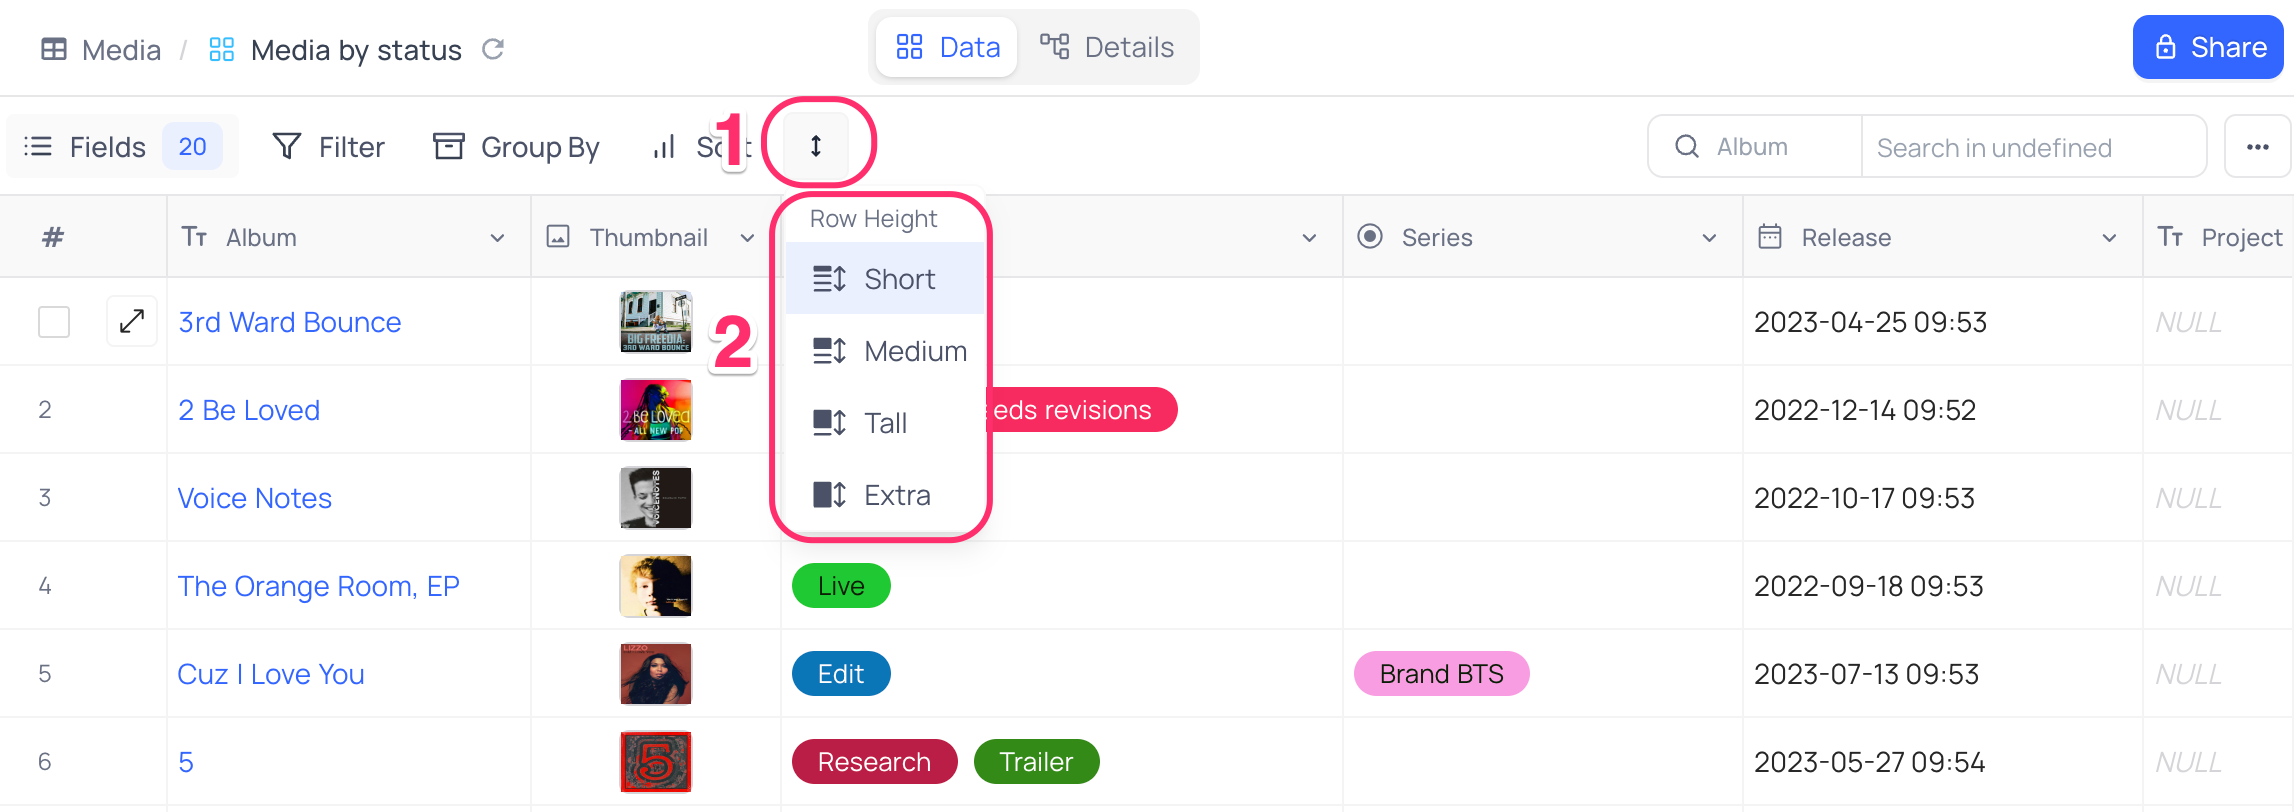 Media / Media by status
Data Details
Share
Fields 20 Filter Group By 1
Album Search in undefined
# Album Thumbnail Series Release Project
Row Height
Short
Medium
Tall
Extra
2
3rd Ward Bounce BIG FREEDIA: 3RD WARD BOUNCE 2023-04-25 09:53 NULL
2 2 Be Loved 2 BE LOVED ALL NEW POP eds revisions 2022-12-14 09:52 NULL
3 Voice Notes VOICENOTES 2022-10-17 09:53 NULL
4 The Orange Room, EP Live 2022-09-18 09:53 NULL
5 Cuz I Love You LIZZO Edit Brand BTS 2023-07-13 09:53 NULL
6 5 5 Research Trailer 2023-05-27 09:54 NULL